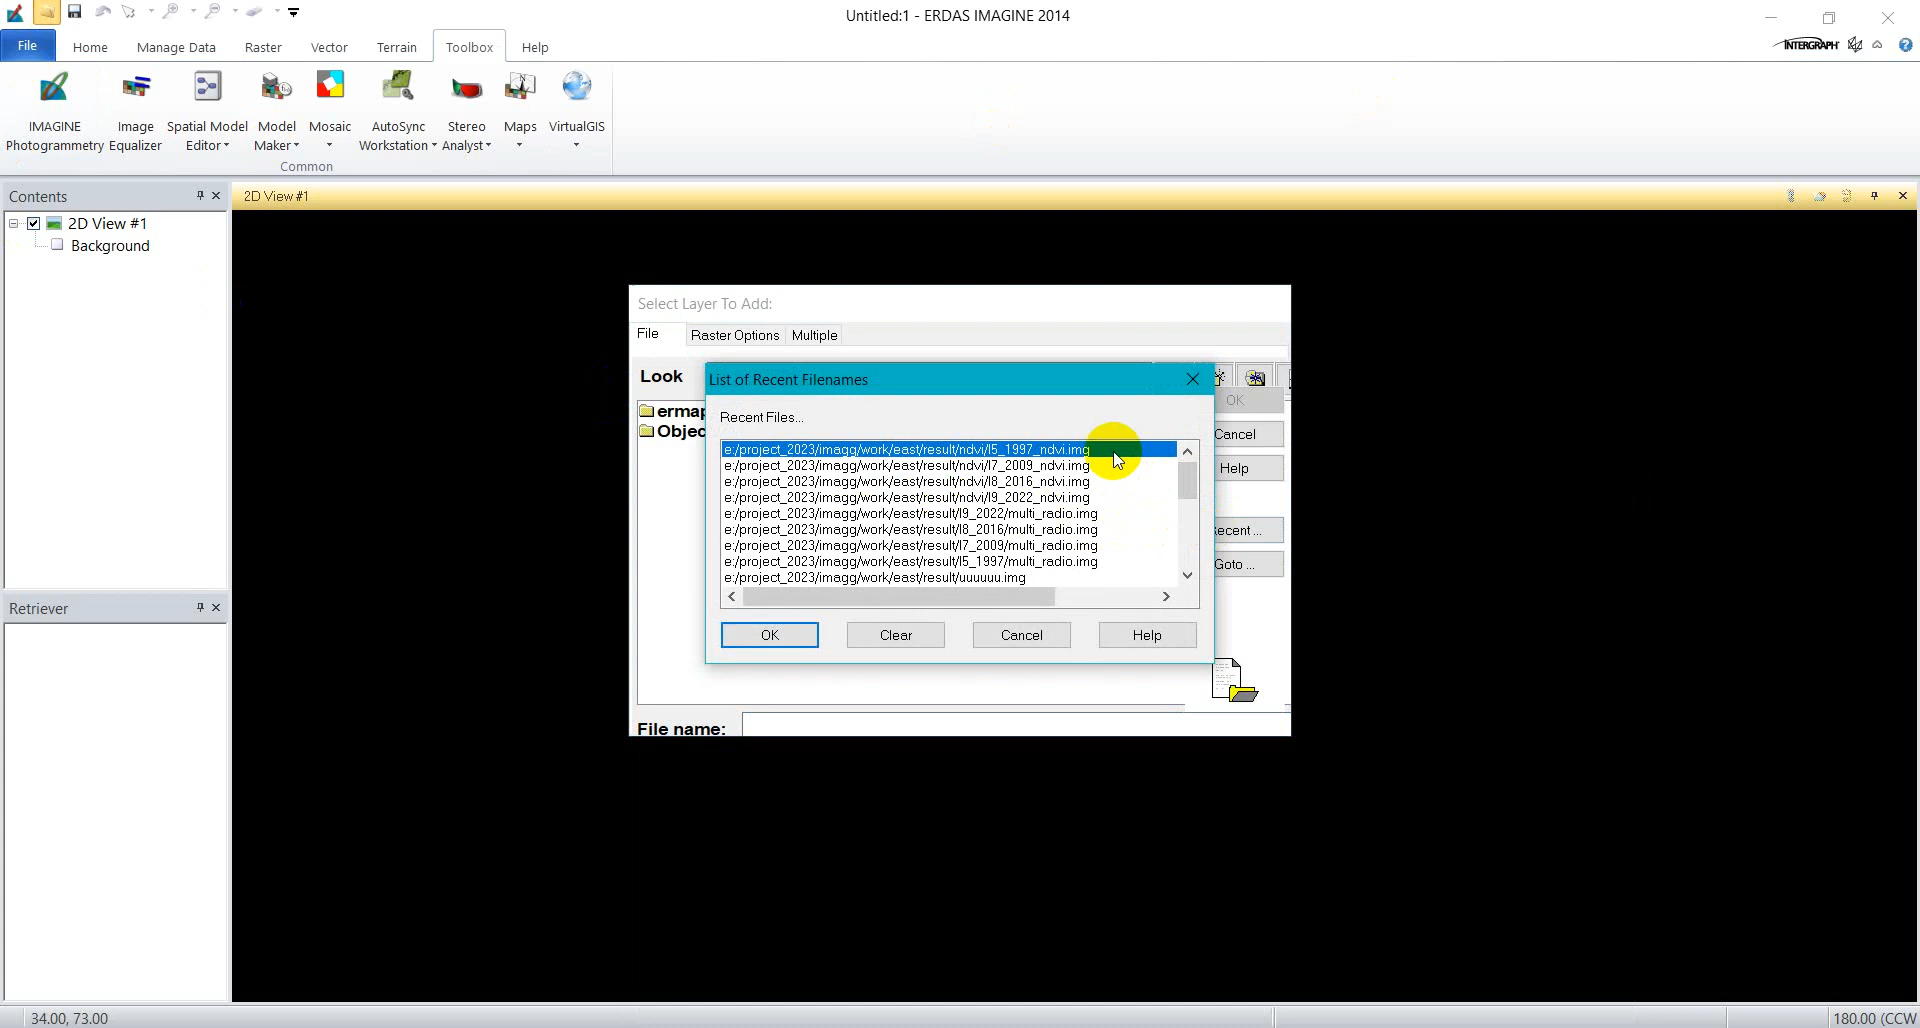 Untitled:1 - ERDAS IMAGINE 2014
File Home Manage Data Raster Vector Terrain Toolbox Help
INTERGRAPH
IMAGINE Photogrammetry
Image Equalizer
Spatial Model Editor
Model Maker
Mosaic
AutoSync Workstation
Stereo Analyst
Maps
VirtualGIS
Common
Contents
2D View #1
Background
Retriever
2D View #1
Select Layer To Add:
File Raster Options Multiple
Look
ermap
Objec
OK
Cancel
Help
Recent ...
Goto ...
File name:
List of Recent Filenames
Recent Files...
e:/project_2023/imagg/work/east/result/ndvi/l5_1997_ndvi.img
e:/project_2023/imagg/work/east/result/ndvi/l7_2009_ndvi.img
e:/project_2023/imagg/work/east/result/ndvi/l8_2016_ndvi.img
e:/project_2023/imagg/work/east/result/ndvi/l9_2022_ndvi.img
e:/project_2023/imagg/work/east/result/l9_2022/multi_radio.img
e:/project_2023/imagg/work/east/result/l8_2016/multi_radio.img
e:/project_2023/imagg/work/east/result/l7_2009/multi_radio.img
e:/project_2023/imagg/work/east/result/l5_1997/multi_radio.img
e:/project_2023/imagg/work/east/result/uuuuuu.img
OK Clear Cancel Help
34.00, 73.00
180.00 (CCW